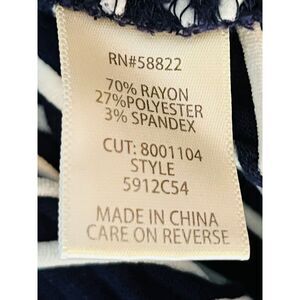 RN#58822
70% RAYON
27%POLYESTER
3% SPANDEX
CUT: 8001104
STYLE
5912C54
MADE IN CHINA
CARE ON REVERSE